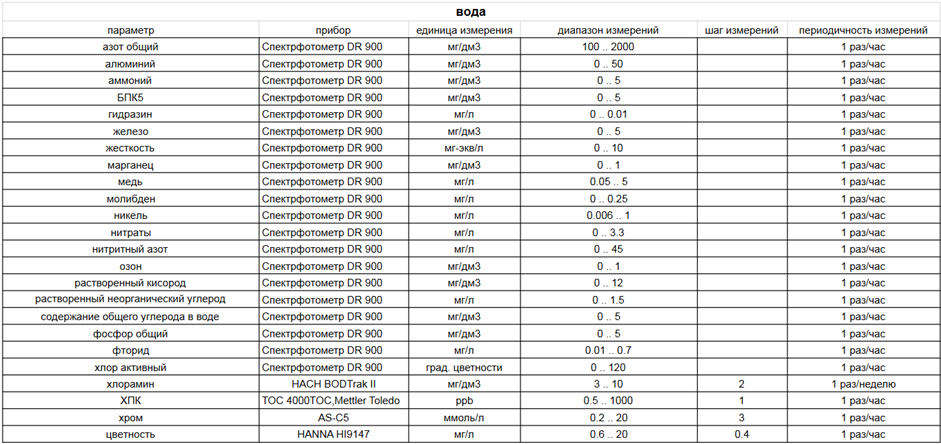 вода
параметр прибор единица измерения диапазон измерений шаг измерений периодичность измерений
азот общий Спектрфотометр DR 900 мг/дм3 100 .. 2000 1 раз/час
алюминий Спектрфотометр DR 900 мг/дм3 0 .. 50 1 раз/час
аммоний Спектрфотометр DR 900 мг/дм3 0 .. 5 1 раз/час
БПК5 Спектрфотометр DR 900 мг/дм3 0 .. 5 1 раз/час
гидразин Спектрфотометр DR 900 мг/л 0 .. 0.01 1 раз/час
железо Спектрфотометр DR 900 мг/дм3 0 .. 5 1 раз/час
жесткость Спектрфотометр DR 900 мг-экв/л 0 .. 10 1 раз/час
марганец Спектрфотометр DR 900 мг/дм3 0 .. 1 1 раз/час
медь Спектрфотометр DR 900 мг/л 0.05 .. 5 1 раз/час
молибден Спектрфотометр DR 900 мг/л 0 .. 0.25 1 раз/час
никель Спектрфотометр DR 900 мг/л 0.006 .. 1 1 раз/час
нитраты Спектрфотометр DR 900 мг/л 0 .. 3.3 1 раз/час
нитритный азот Спектрфотометр DR 900 мг/л 0 .. 45 1 раз/час
озон Спектрфотометр DR 900 мг/дм3 0 .. 1 1 раз/час
растворенный кисород Спектрфотометр DR 900 мг/дм3 0 .. 12 1 раз/час
растворенный неорганический углерод Спектрфотометр DR 900 мг/л 0 .. 1.5 1 раз/час
содержание общего углерода в воде Спектрфотометр DR 900 мг/дм3 0 .. 5 1 раз/час
фосфор общий Спектрфотометр DR 900 мг/дм3 0 .. 5 1 раз/час
фторид Спектрфотометр DR 900 мг/л 0.01 .. 0.7 1 раз/час
хлор активный Спектрфотометр DR 900 град. цветности 0 .. 120 1 раз/час
хлорамин HACH BODTrak II мг/дм3 3 .. 10 2 1 раз/неделю
ХПК TOC 4000TOC,Mettler Toledo ppb 0.5 .. 1000 1 1 раз/час
хром AS-C5 ммоль/л 0.2 .. 20 3 1 раз/час
цветность HANNA HI9147 мг/л 0.6 .. 20 0.4 1 раз/час